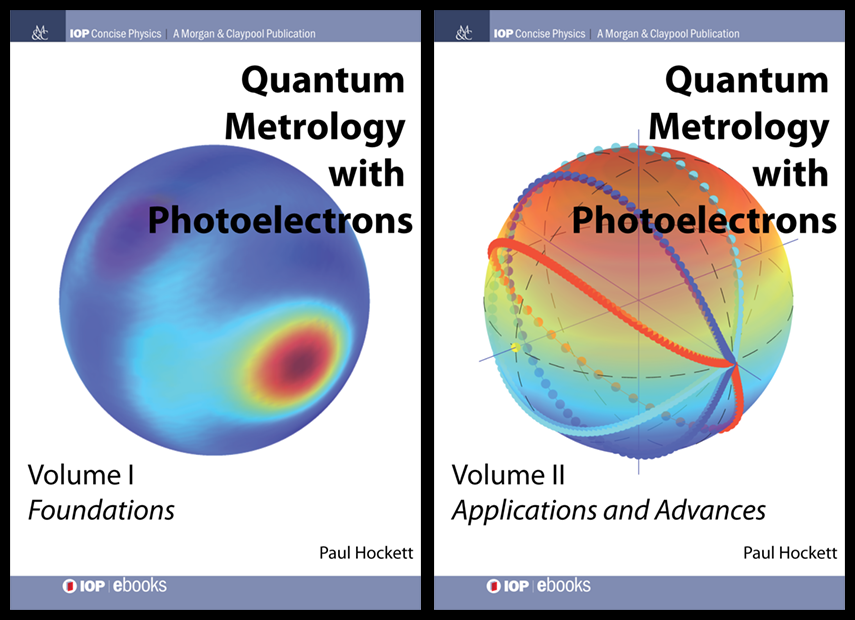 M
&C
IOP Concise Physics | A Morgan & Claypool Publication
Quantum
Metrology
with
Photoelectrons
Volume I
Foundations
Paul Hockett
IOP | ebooks
M
&C
IOP Concise Physics | A Morgan & Claypool Publication
Quantum
Metrology
with
Photoelectrons
Volume II
Applications and Advances
Paul Hockett
IOP | ebooks